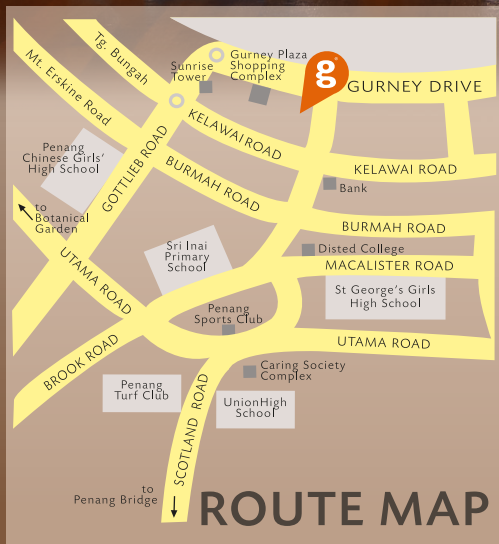 Tg. Bungah
Mt. Erskine Road
Sunrise
Tower
Gurney Plaza
Shopping
Complex
g
GURNEY DRIVE
KELAWAI ROAD
KELAWAI ROAD
Penang
Chinese Girls'
High School
GOTTLIEB ROAD
BURMAH ROAD
Bank
to
Botanical
Garden
BURMAH ROAD
Disted College
Sri Inai
Primary
School
MACALISTER ROAD
UTAMA ROAD
St George's Girls
High School
Penang
Sports Club
UTAMA ROAD
BROOK ROAD
Caring Society
Complex
Penang
Turf Club
SCOTLAND ROAD
UnionHigh
School
to
Penang Bridge
ROUTE MAP